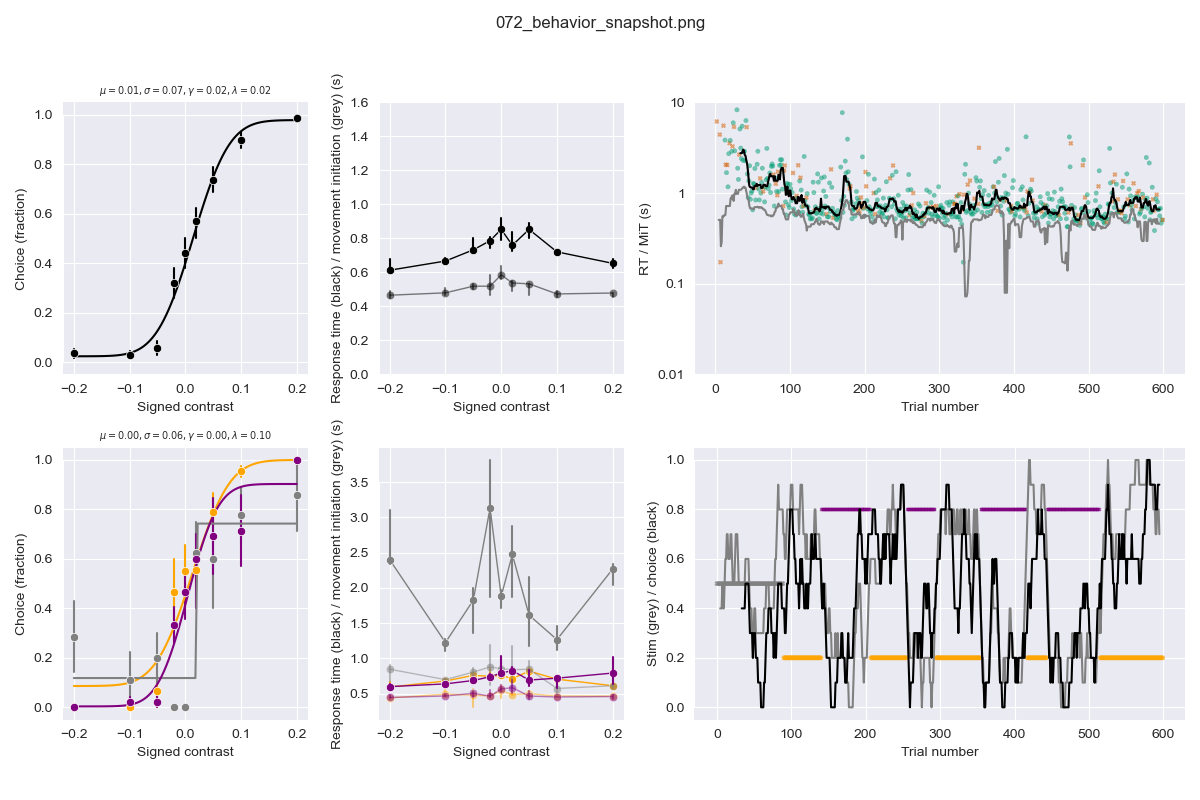 072_behavior_snapshot.png
μ = 0.01, σ = 0.07, γ = 0.02, λ = 0.02
Choice (fraction)
1.0
0.8
0.6
0.4
0.2
0.0
−0.2 −0.1 0.0 0.1 0.2
Signed contrast
Response time (black) / movement initiation (grey) (s)
1.6
1.4
1.2
1.0
0.8
0.6
0.4
0.2
0.0
−0.2 −0.1 0.0 0.1 0.2
Signed contrast
RT / MiT (s)
10
1
0.1
0.01
0 100 200 300 400 500 600
Trial number
μ = 0.00, σ = 0.06, γ = 0.00, λ = 0.10
Choice (fraction)
1.0
0.8
0.6
0.4
0.2
0.0
−0.2 −0.1 0.0 0.1 0.2
Signed contrast
Response time (black) / movement initiation (grey) (s)
3.5
3.0
2.5
2.0
1.5
1.0
0.5
−0.2 −0.1 0.0 0.1 0.2
Signed contrast
Stim (grey) / choice (black)
1.0
0.8
0.6
0.4
0.2
0.0
0 100 200 300 400 500 600
Trial number